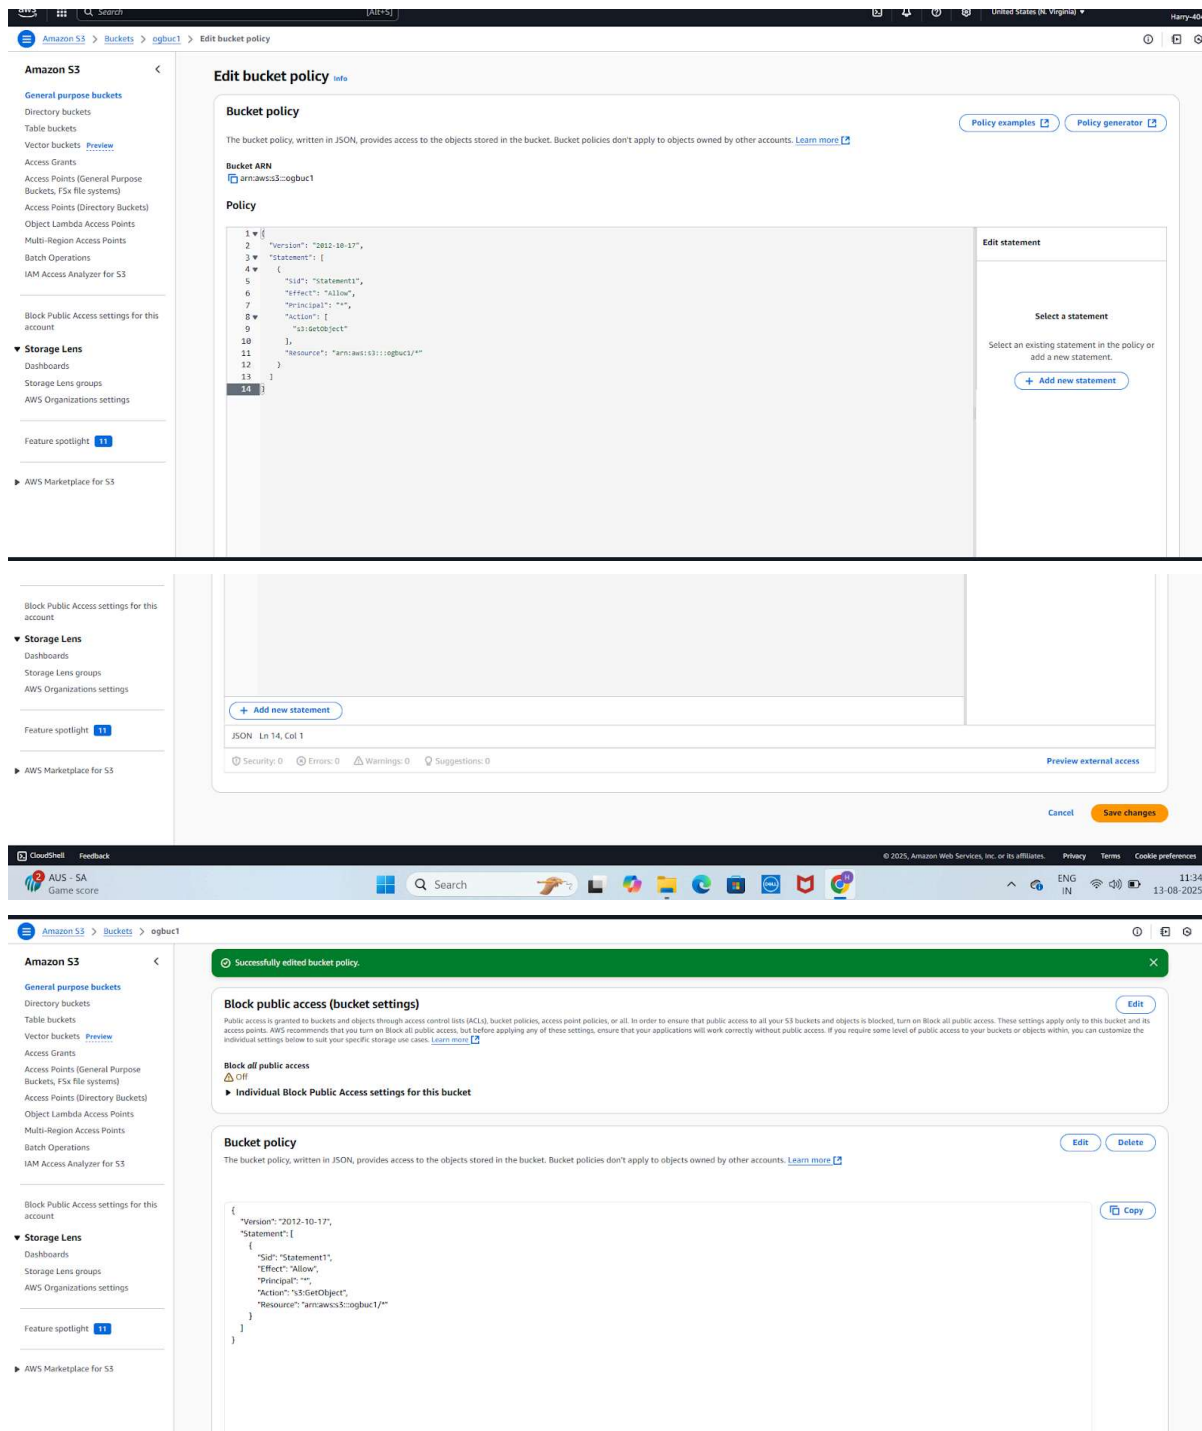 aws
Search
[Alt+S]
United States (N. Virginia)
Harry-404
Amazon S3 > Buckets > ogbuc1 > Edit bucket policy
Amazon S3
General purpose buckets
Directory buckets
Table buckets
Vector buckets Preview
Access Grants
Access Points (General Purpose
Buckets, FSx file systems)
Access Points (Directory Buckets)
Object Lambda Access Points
Multi-Region Access Points
Batch Operations
IAM Access Analyzer for S3
Block Public Access settings for this
account
Storage Lens
Dashboards
Storage Lens groups
AWS Organizations settings
Feature spotlight 11
AWS Marketplace for S3
Edit bucket policy Info
Bucket policy
Policy examples
Policy generator
The bucket policy, written in JSON, provides access to the objects stored in the bucket. Bucket policies don't apply to objects owned by other accounts. Learn more
Bucket ARN
arn:aws:s3:::ogbuc1
Policy
1 {
2 "Version": "2012-10-17",
3 "Statement": [
4 {
5 "Sid": "Statement1",
6 "Effect": "Allow",
7 "Principal": "*",
8 "Action": [
9 "s3:GetObject"
10 ],
11 "Resource": "arn:aws:s3:::ogbuc1/*"
12 }
13 ]
14 }
Edit statement
Select a statement
Select an existing statement in the policy or
add a new statement.
+ Add new statement
Block Public Access settings for this
account
Storage Lens
Dashboards
Storage Lens groups
AWS Organizations settings
Feature spotlight 11
AWS Marketplace for S3
+ Add new statement
JSON Ln 14, Col 1
Security: 0 Errors: 0 Warnings: 0 Suggestions: 0
Preview external access
Cancel
Save changes
CloudShell Feedback
© 2025, Amazon Web Services, Inc. or its affiliates. Privacy Terms Cookie preferences
2
AUS - SA
Game score
Search
DELL
H
ENG
IN
11:34
13-08-2025
Amazon S3 > Buckets > ogbuc1
Amazon S3
General purpose buckets
Directory buckets
Table buckets
Vector buckets Preview
Access Grants
Access Points (General Purpose
Buckets, FSx file systems)
Access Points (Directory Buckets)
Object Lambda Access Points
Multi-Region Access Points
Batch Operations
IAM Access Analyzer for S3
Block Public Access settings for this
account
Storage Lens
Dashboards
Storage Lens groups
AWS Organizations settings
Feature spotlight 11
AWS Marketplace for S3
Successfully edited bucket policy.
Block public access (bucket settings)
Edit
Public access is granted to buckets and objects through access control lists (ACLs), bucket policies, access point policies, or all. In order to ensure that public access to all your S3 buckets and objects is blocked, turn on Block all public access. These settings apply only to this bucket and its
access points. AWS recommends that you turn on Block all public access, but before applying any of these settings, ensure that your applications will work correctly without public access. If you require some level of public access to your buckets or objects within, you can customize the
individual settings below to suit your specific storage use cases. Learn more
Block all public access
Off
Individual Block Public Access settings for this bucket
Bucket policy
Edit
Delete
The bucket policy, written in JSON, provides access to the objects stored in the bucket. Bucket policies don't apply to objects owned by other accounts. Learn more
Copy
{
"Version": "2012-10-17",
"Statement": [
{
"Sid": "Statement1",
"Effect": "Allow",
"Principal": "*",
"Action": "s3:GetObject",
"Resource": "arn:aws:s3:::ogbuc1/*"
}
]
}